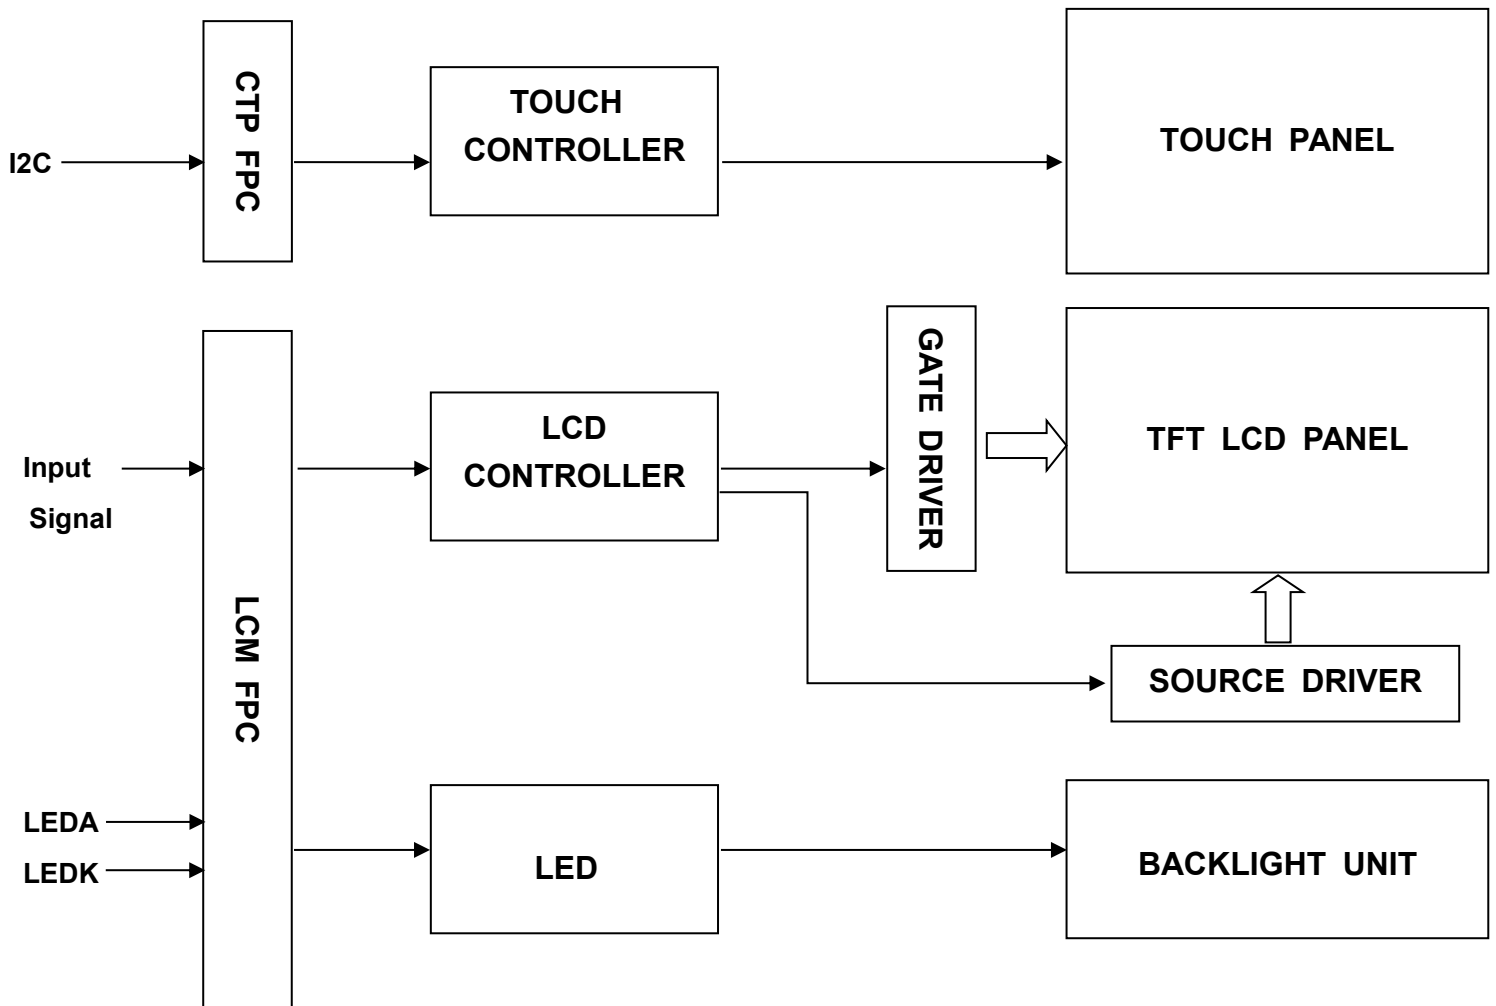 CTP FPC
TOUCH
CONTROLLER
TOUCH PANEL
I2C
GATE DRIVER
LCD
CONTROLLER
TFT LCD PANEL
Input
Signal
LCM FPC
SOURCE DRIVER
LEDA
LEDK
LED
BACKLIGHT UNIT